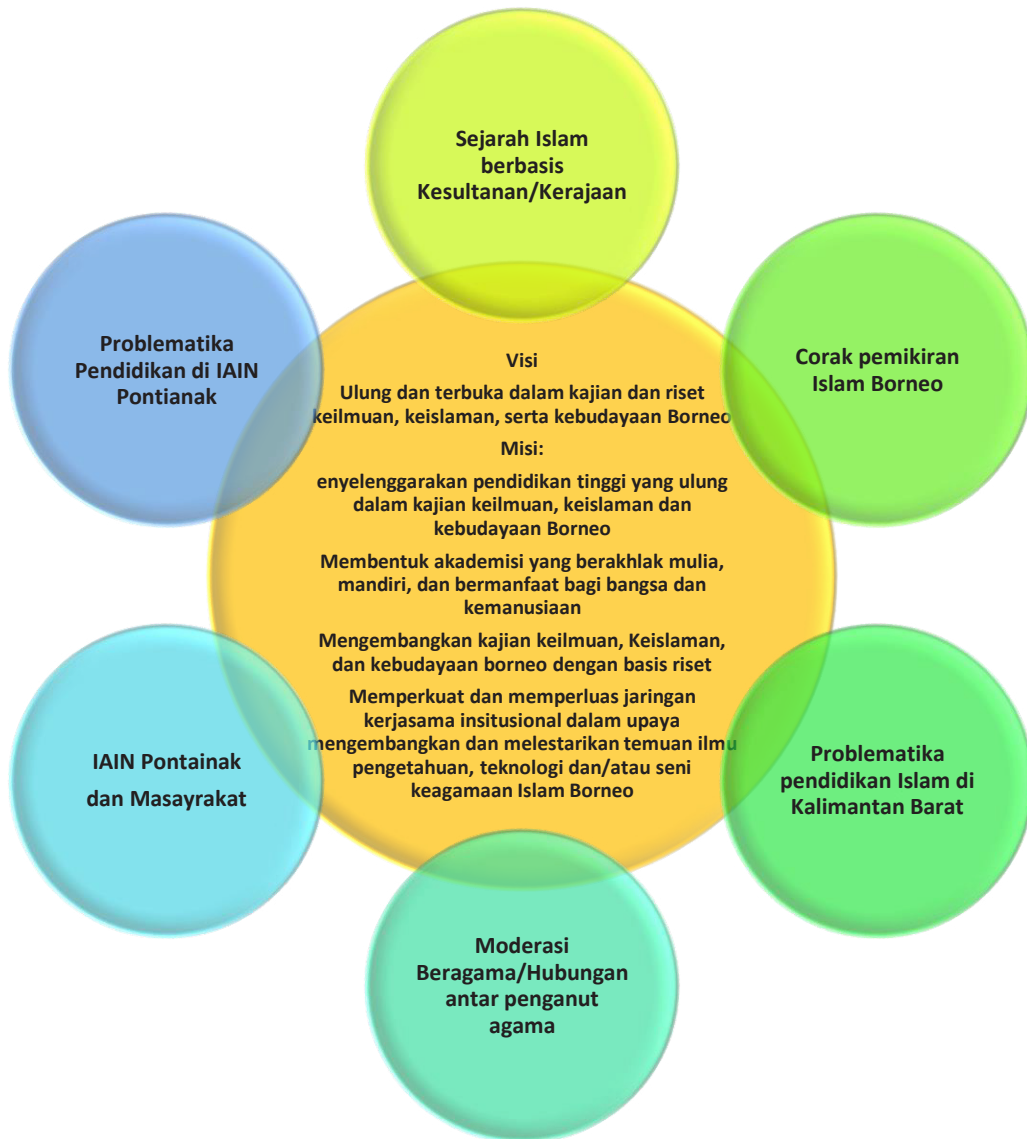 Sejarah Islam
berbasis
Kesultanan/Kerajaan
Problematika
Pendidikan di IAIN
Pontianak
Corak pemikiran
Islam Borneo
Visi
Ulung dan terbuka dalam kajian dan riset
keilmuan, keislaman, serta kebudayaan Borneo
Misi:
enyelenggarakan pendidikan tinggi yang ulung
dalam kajian keilmuan, keislaman dan
kebudayaan Borneo
Membentuk akademisi yang berakhlak mulia,
mandiri, dan bermanfaat bagi bangsa dan
kemanusiaan
Mengembangkan kajian keilmuan, Keislaman,
dan kebudayaan borneo dengan basis riset
Memperkuat dan memperluas jaringan
kerjasama insitusional dalam upaya
mengembangkan dan melestarikan temuan ilmu
pengetahuan, teknologi dan/atau seni
keagamaan Islam Borneo
IAIN Pontainak
dan Masayrakat
Problematika
pendidikan Islam di
Kalimantan Barat
Moderasi
Beragama/Hubungan
antar penganut
agama